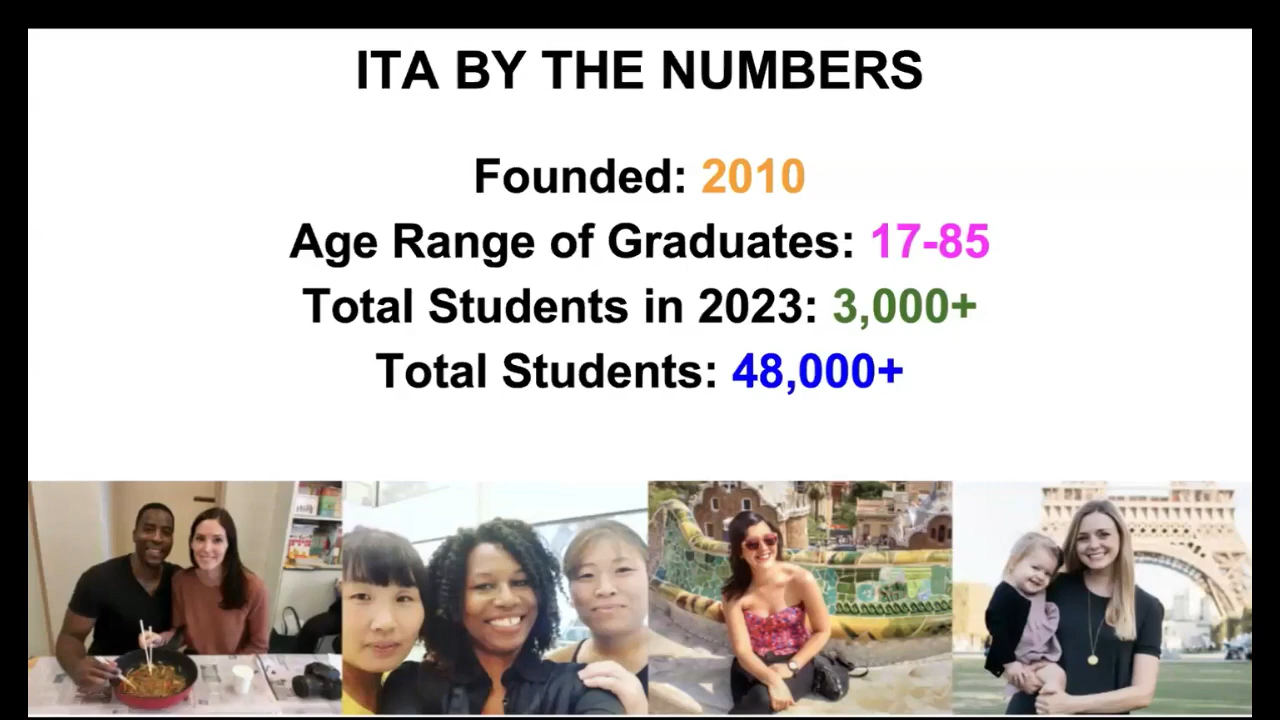 ITA BY THE NUMBERS
Founded: 2010
Age Range of Graduates: 17-85
Total Students in 2023: 3,000+
Total Students: 48,000+